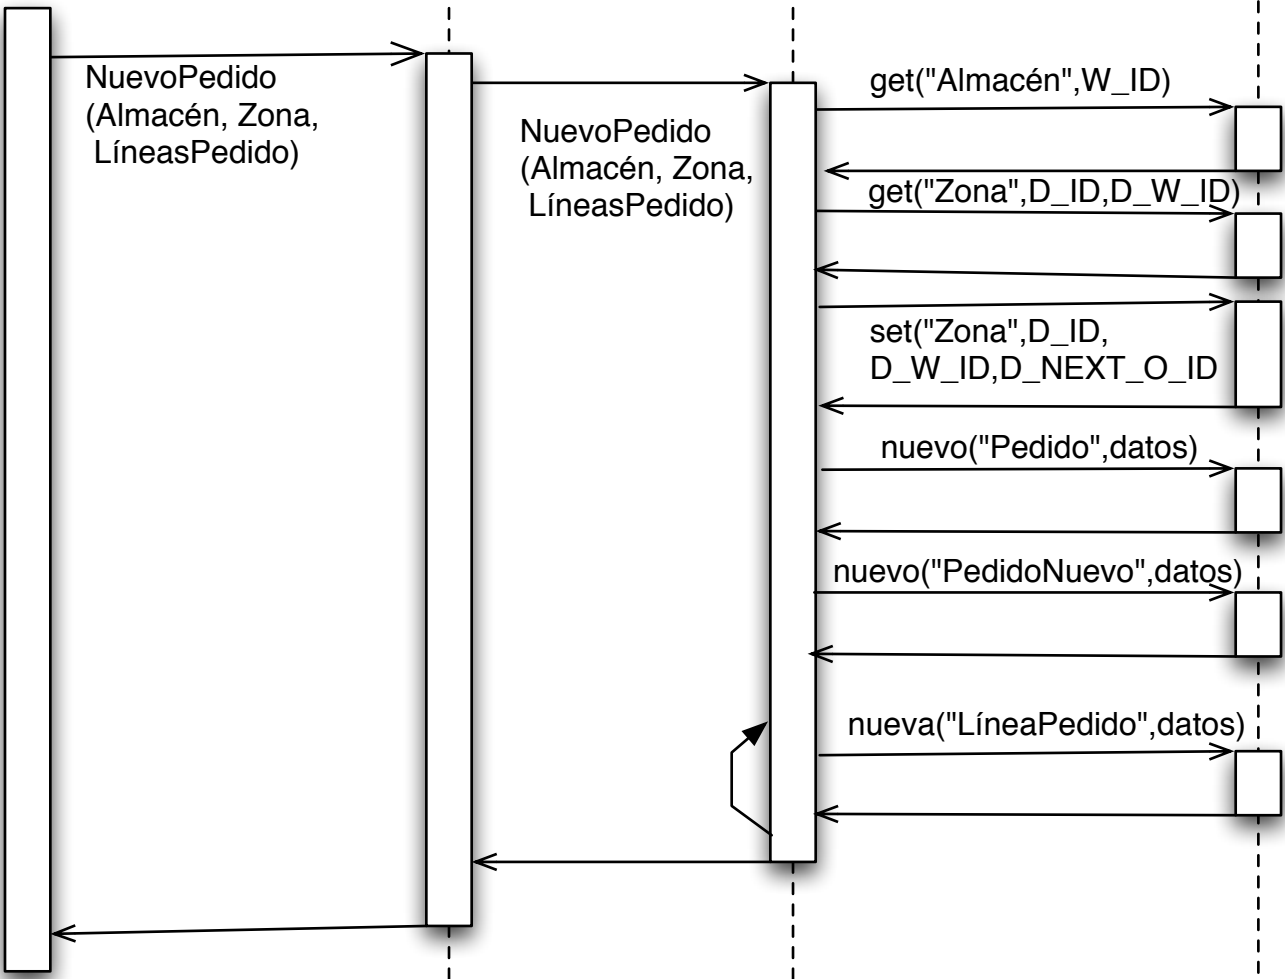 NuevoPedido
(Almacén, Zona,
LíneasPedido)
NuevoPedido
(Almacén, Zona,
LíneasPedido)
get("Almacén",W_ID)
get("Zona",D_ID,D_W_ID)
set("Zona",D_ID,
D_W_ID,D_NEXT_O_ID
nuevo("Pedido",datos)
nuevo("PedidoNuevo",datos)
nueva("LíneaPedido",datos)